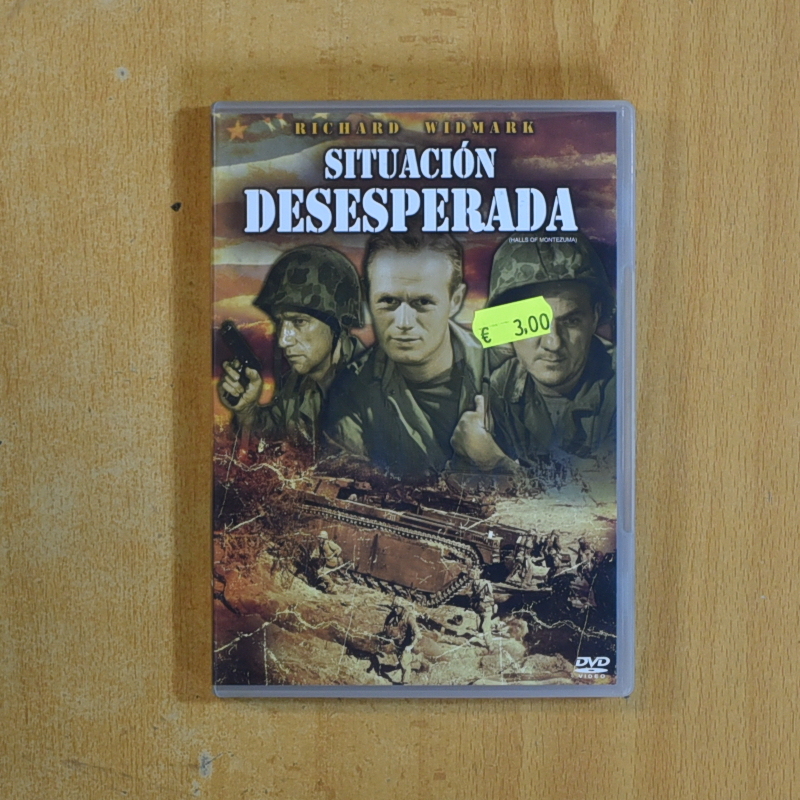 RICHARD WIDMARK
SITUACIÓN
DESESPERADA
(HALLS OF MONTEZUMA)
€ 3,00
DVD
VIDEO